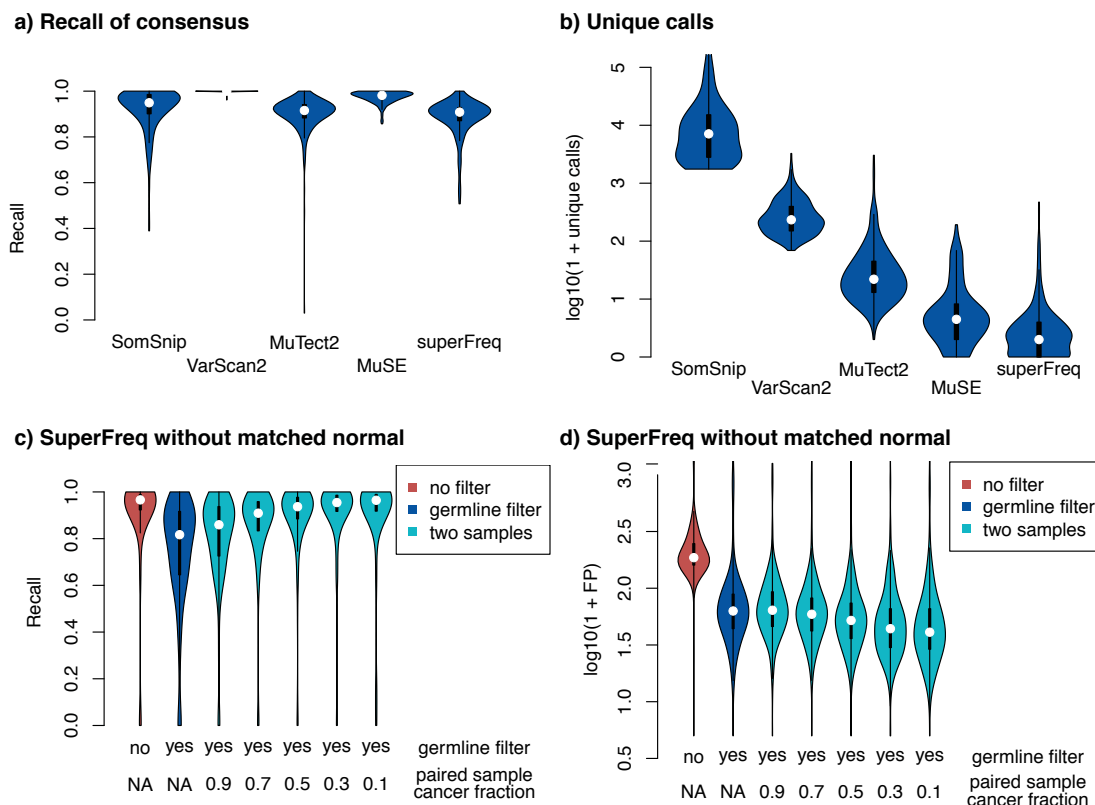 a) Recall of consensus
Recall
1.0
0.8
0.6
0.4
0.2
0.0
SomSnip
VarScan2
MuTect2
MuSE
superFreq
b) Unique calls
log10(1 + unique calls)
5
4
3
2
1
0
SomSnip
VarScan2
MuTect2
MuSE
superFreq
c) SuperFreq without matched normal
no filter
germline filter
two samples
Recall
1.0
0.8
0.6
0.4
0.2
0.0
no yes yes yes yes yes yes germline filter
NA NA 0.9 0.7 0.5 0.3 0.1 paired sample
cancer fraction
d) SuperFreq without matched normal
no filter
germline filter
two samples
log10(1 + FP)
3.0
2.5
2.0
1.5
1.0
0.5
no yes yes yes yes yes yes germline filter
NA NA 0.9 0.7 0.5 0.3 0.1 paired sample
cancer fraction